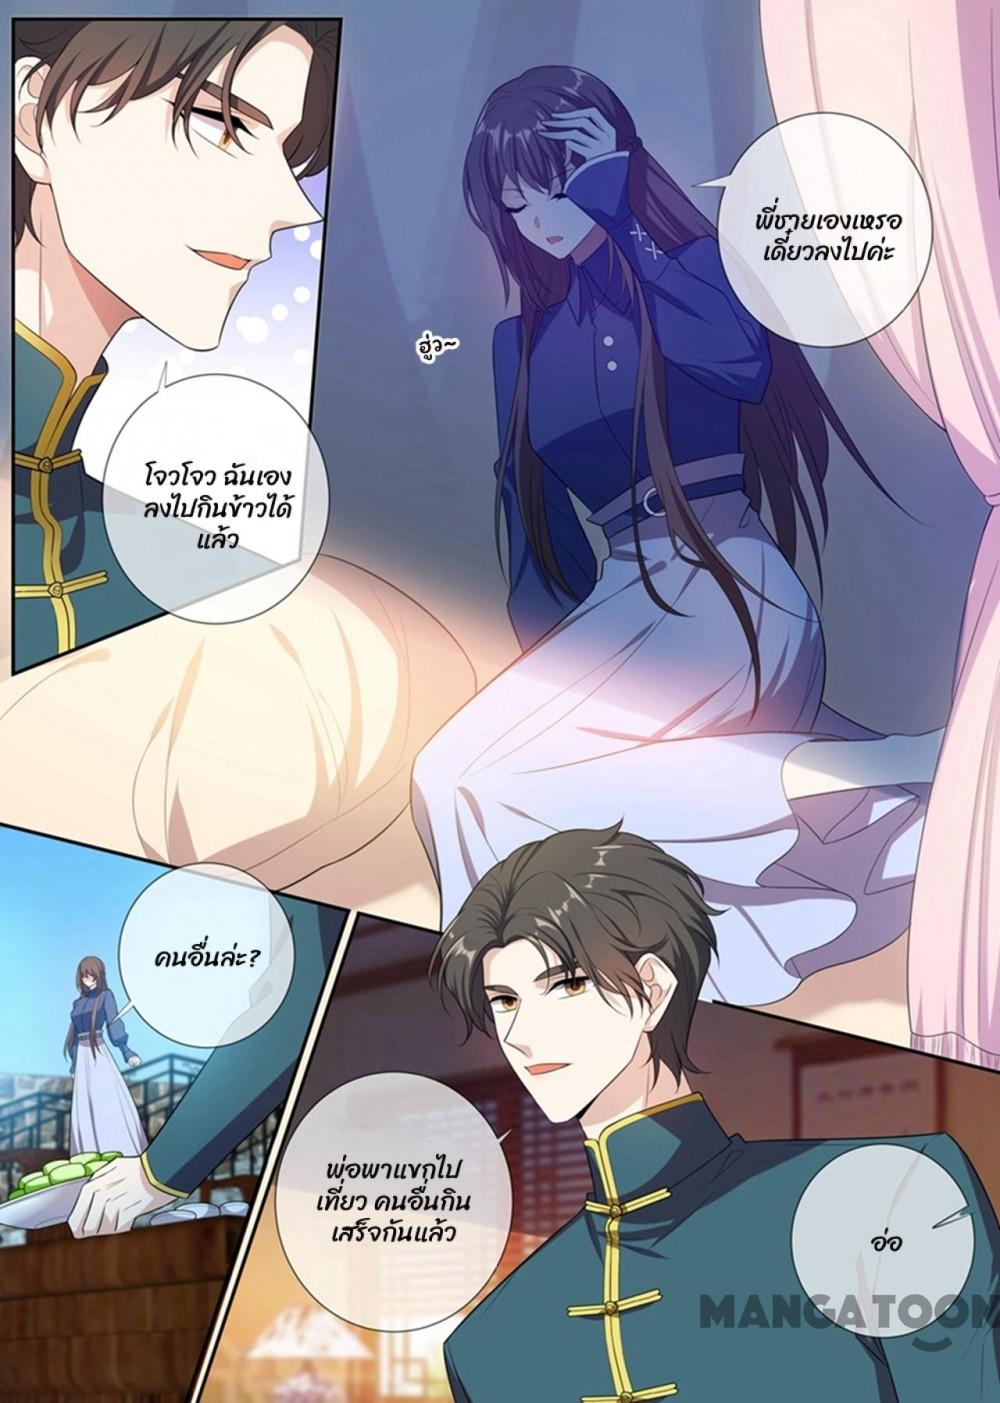 โจวโจว ฉันเอง
ลงไปกินข้าวได้
แล้ว
พี่ชายเองเหรอ
เดี๋ยวลงไปค่ะ
ฮู่ว~
คนอื่นล่ะ?
พ่อพาแขกไป
เที่ยว คนอื่นกิน
เสร็จกันแล้ว
อ่อ
MANGATOON